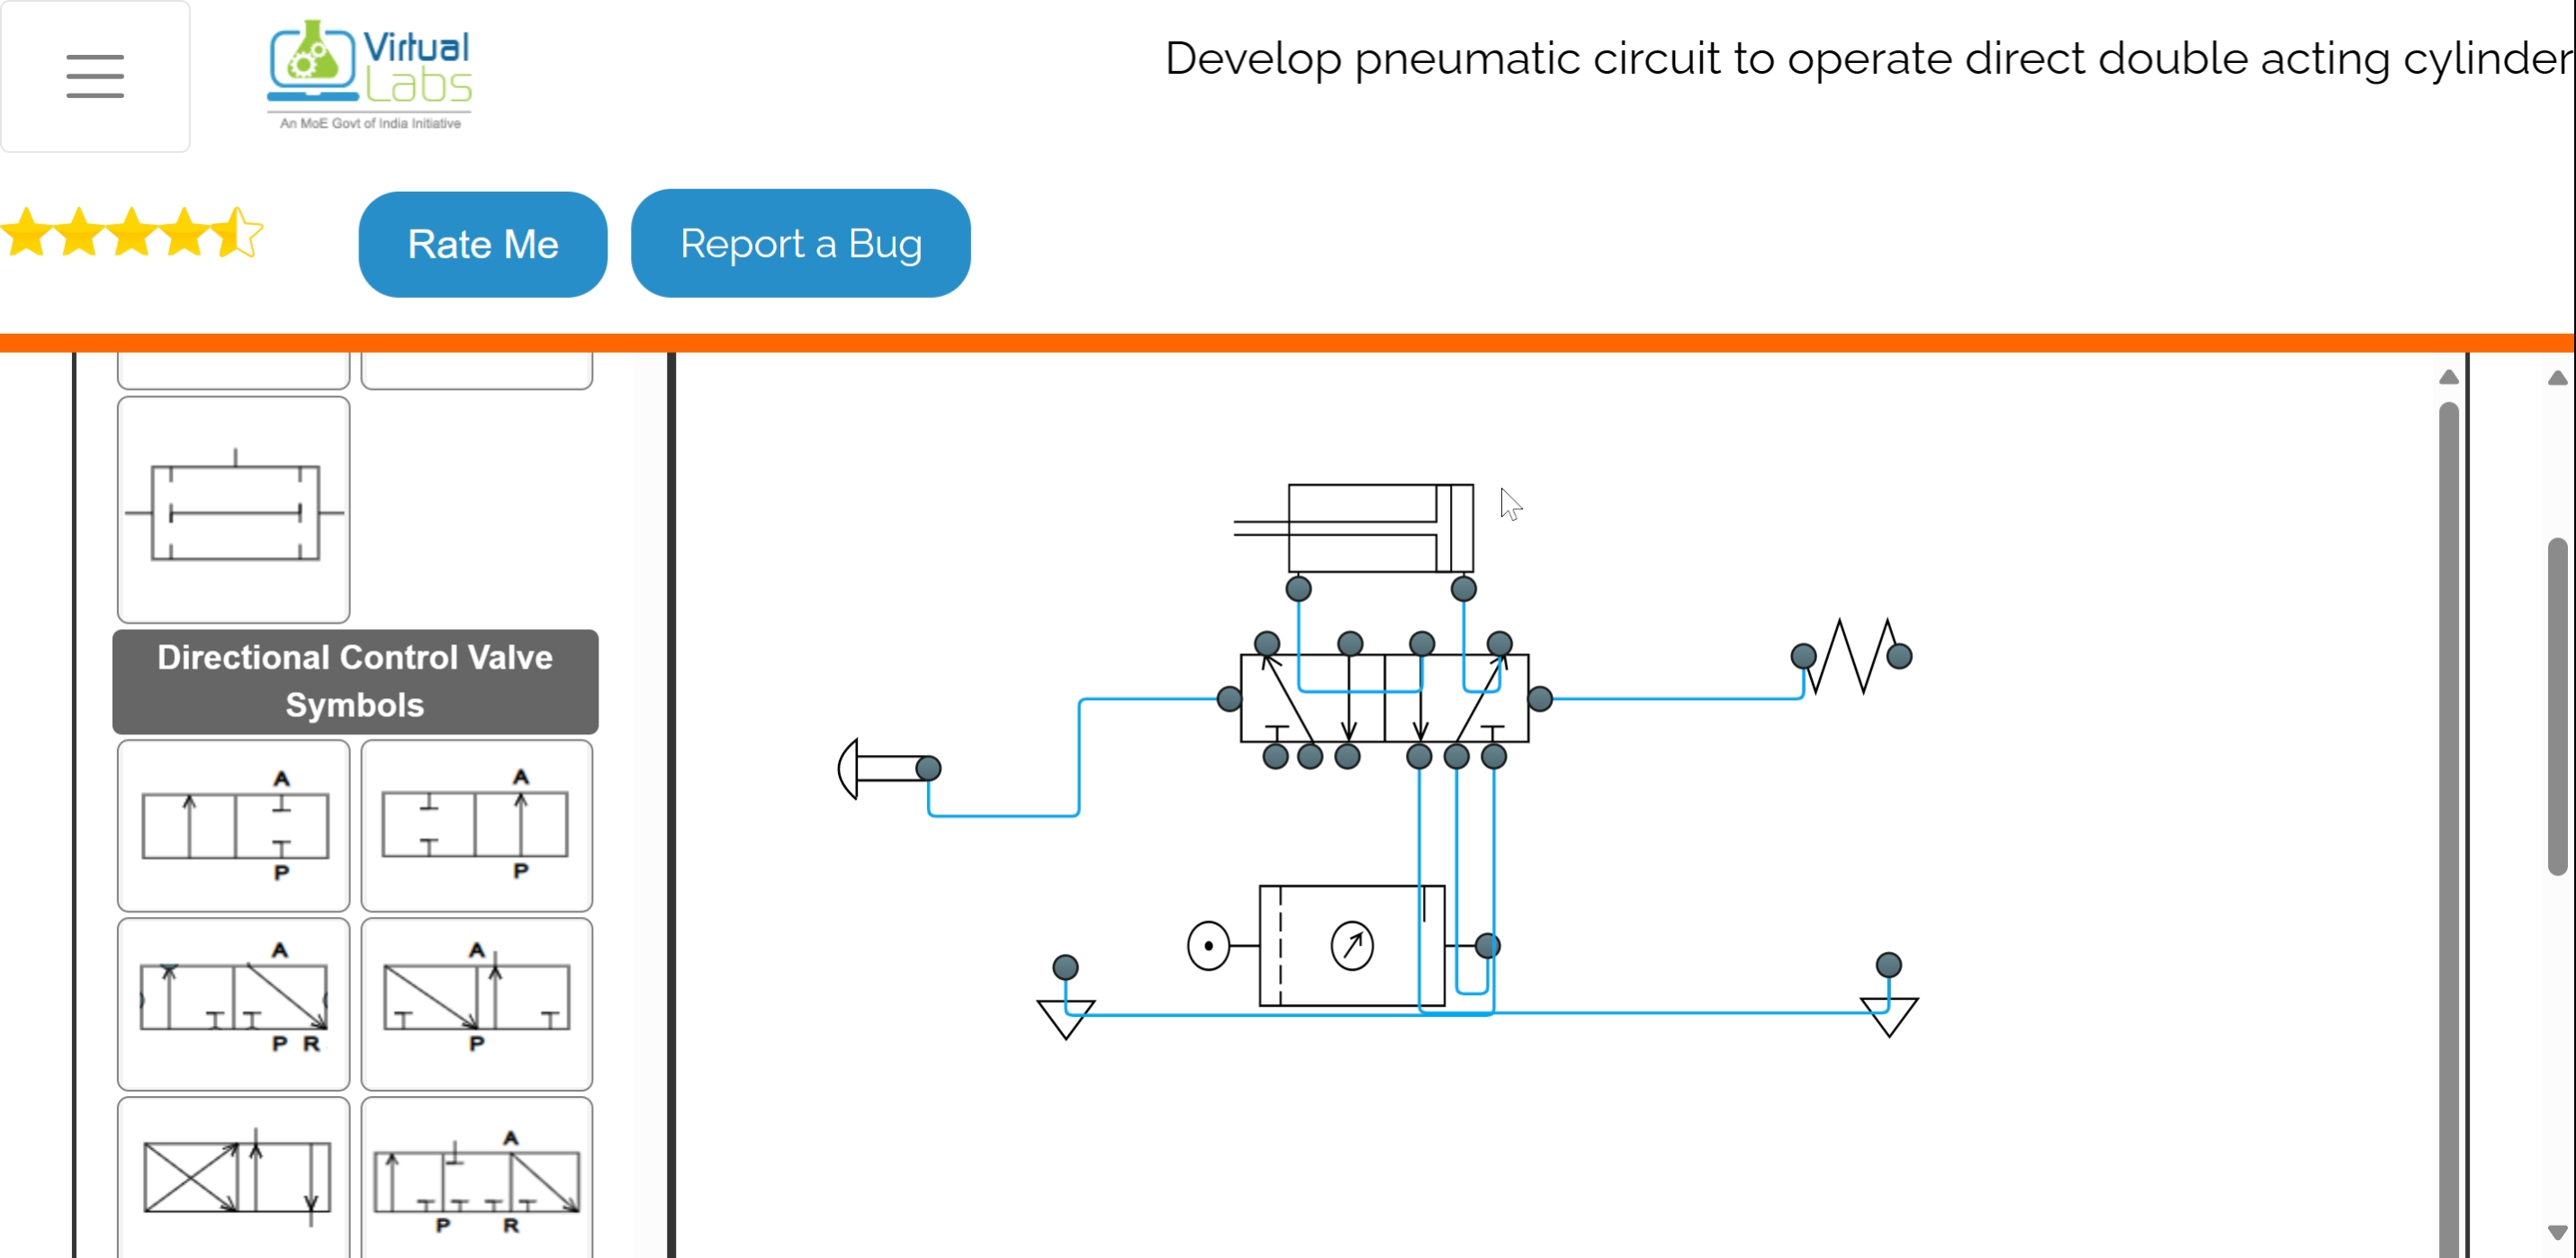 Virtual
Labs
An MoE Govt of India Initiative
Develop pneumatic circuit to operate direct double acting cylinder
Rate Me
Report a Bug
Directional Control Valve
Symbols
A
P
A
P
A
P R
A
P
A
P R